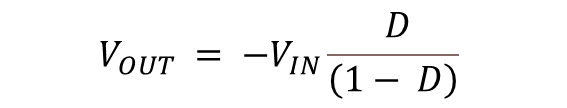 V_OUT = −V_IN D/(1 − D)